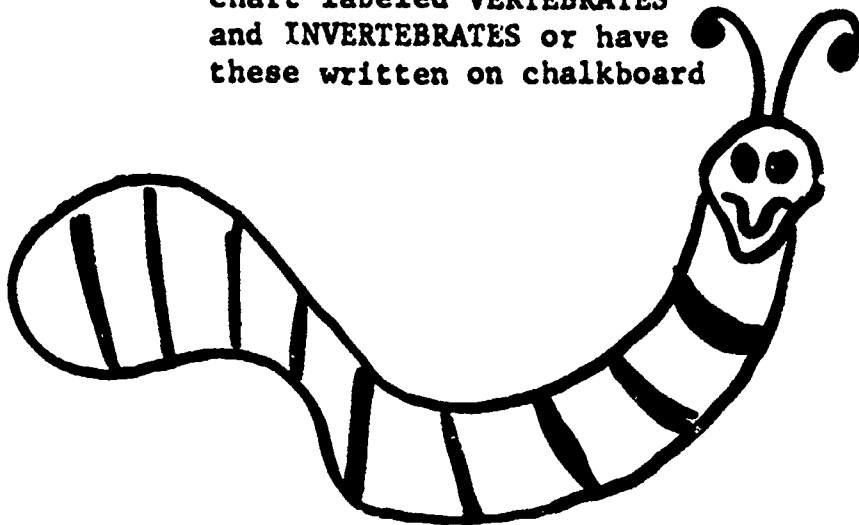 chart labeled VERTEBRATES
and INVERTEBRATES or have
these written on chalkboard